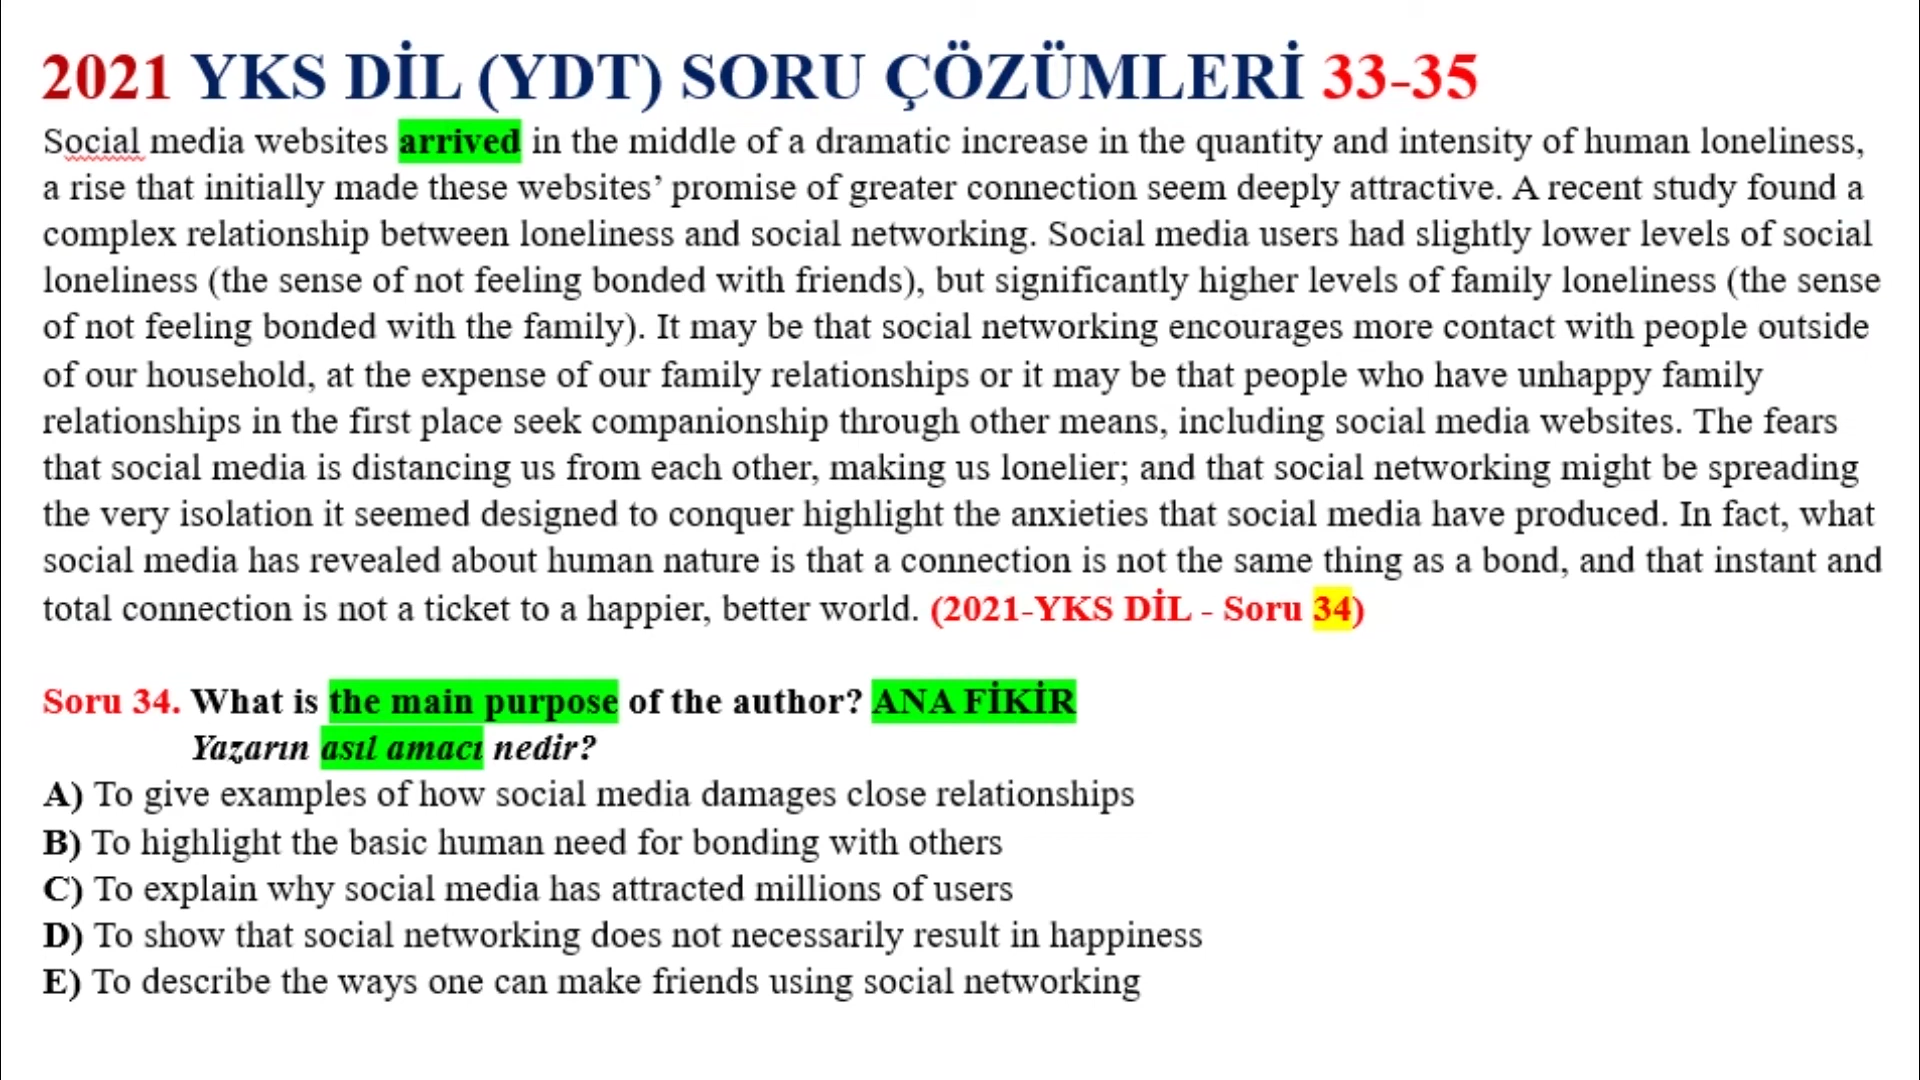 2021 YKS DİL (YDT) SORU ÇÖZÜMLERİ 33-35
Social media websites arrived in the middle of a dramatic increase in the quantity and intensity of human loneliness,
a rise that initially made these websites’ promise of greater connection seem deeply attractive. A recent study found a
complex relationship between loneliness and social networking. Social media users had slightly lower levels of social
loneliness (the sense of not feeling bonded with friends), but significantly higher levels of family loneliness (the sense
of not feeling bonded with the family). It may be that social networking encourages more contact with people outside
of our household, at the expense of our family relationships or it may be that people who have unhappy family
relationships in the first place seek companionship through other means, including social media websites. The fears
that social media is distancing us from each other, making us lonelier; and that social networking might be spreading
the very isolation it seemed designed to conquer highlight the anxieties that social media have produced. In fact, what
social media has revealed about human nature is that a connection is not the same thing as a bond, and that instant and
total connection is not a ticket to a happier, better world. (2021-YKS DİL - Soru 34)
Soru 34. What is the main purpose of the author? ANA FİKİR
Yazarın asıl amacı nedir?
A) To give examples of how social media damages close relationships
B) To highlight the basic human need for bonding with others
C) To explain why social media has attracted millions of users
D) To show that social networking does not necessarily result in happiness
E) To describe the ways one can make friends using social networking